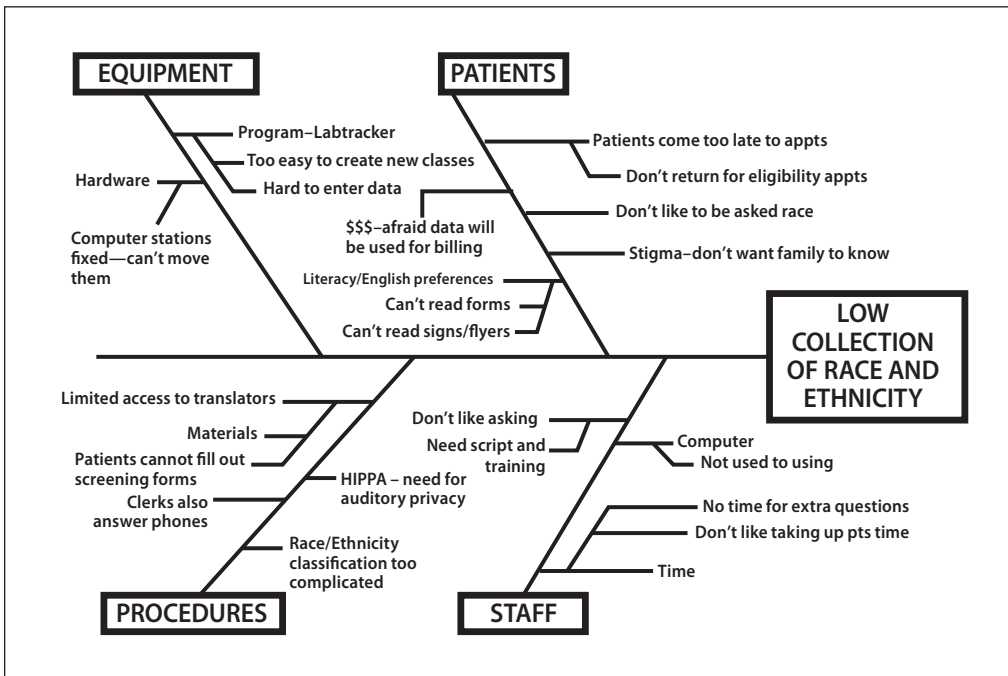 EQUIPMENT
Program–Labtracker
Too easy to create new classes
Hard to enter data
Hardware
Computer stations
fixed—can't move
them
PATIENTS
Patients come too late to appts
Don't return for eligibility appts
$$$–afraid data will
be used for billing
Don't like to be asked race
Stigma–don't want family to know
Literacy/English preferences
Can't read forms
Can't read signs/flyers
LOW
COLLECTION
OF RACE AND
ETHNICITY
Limited access to translators
Materials
Patients cannot fill out
screening forms
Clerks also
answer phones
HIPPA – need for
auditory privacy
Race/Ethnicity
classification too
complicated
PROCEDURES
Don't like asking
Need script and
training
Computer
Not used to using
No time for extra questions
Don't like taking up pts time
Time
STAFF